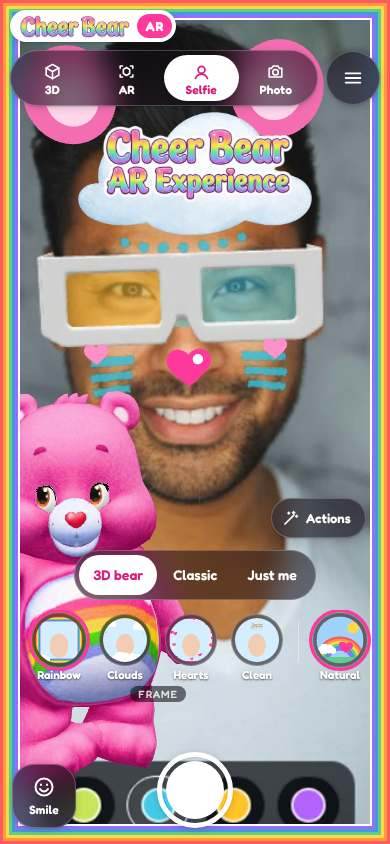 Cheer Bear AR
3D AR Selfie Photo
Cheer Bear
AR Experience
Actions
3D bear Classic Just me
Rainbow Clouds Hearts Clean Natural
FRAME
Smile